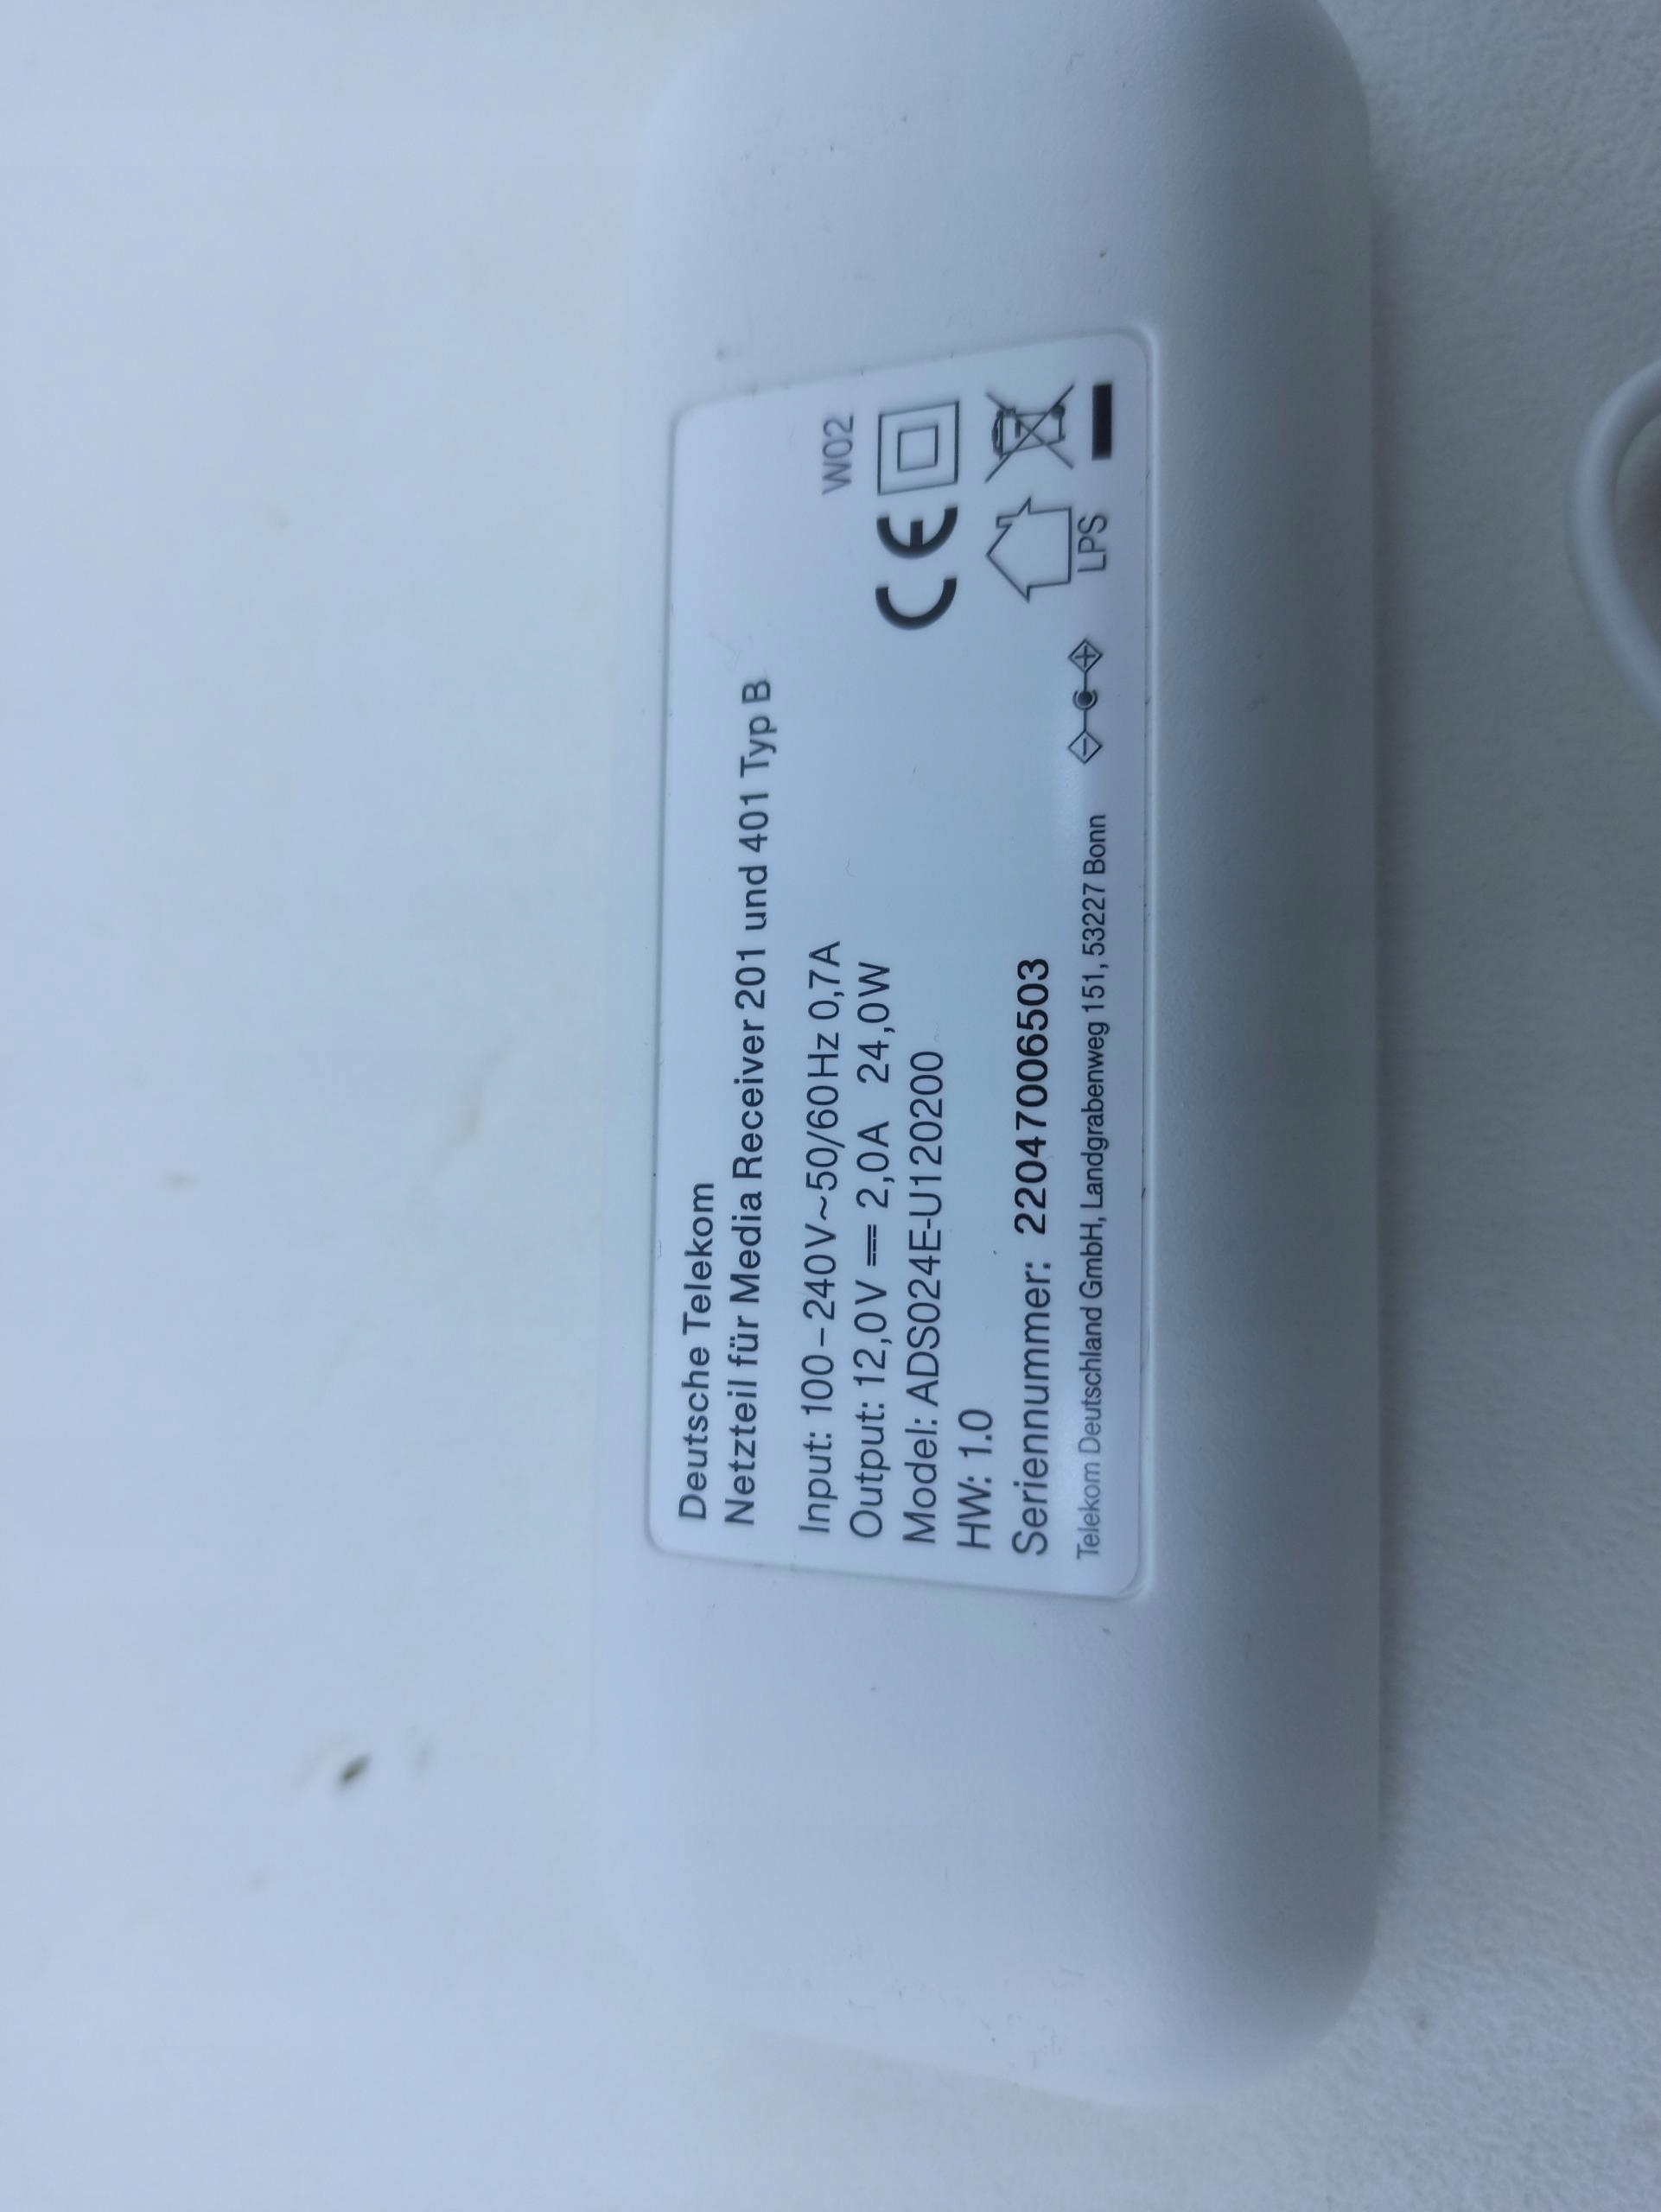 Deutsche Telekom
Netzteil für Media Receiver 201 und 401 Typ B
W02
Input: 100-240V~50/60Hz 0,7A
Output: 12,0V ⎓ 2,0A 24,0W
Model: ADS024E-U120200
HW: 1.0
Seriennummer: 22047006503
LPS
Telekom Deutschland GmbH, Landgrabenweg 151, 53227 Bonn